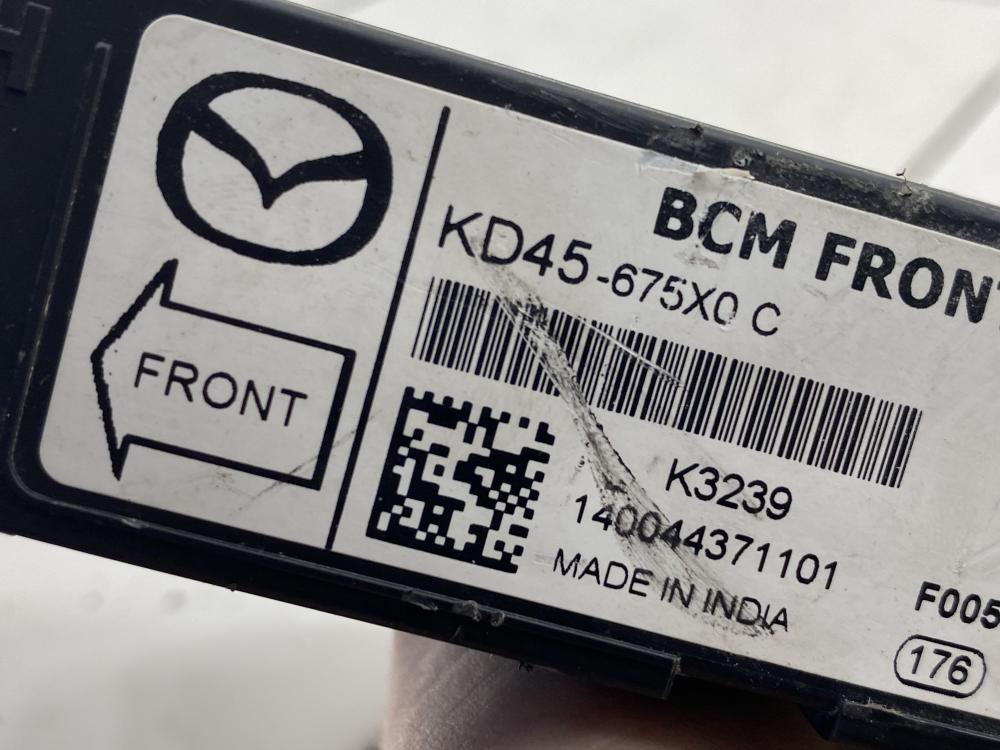 BCM FRONT
KD45-675X0 C
FRONT
K3239
140044371101
MADE IN INDIA
F005
176